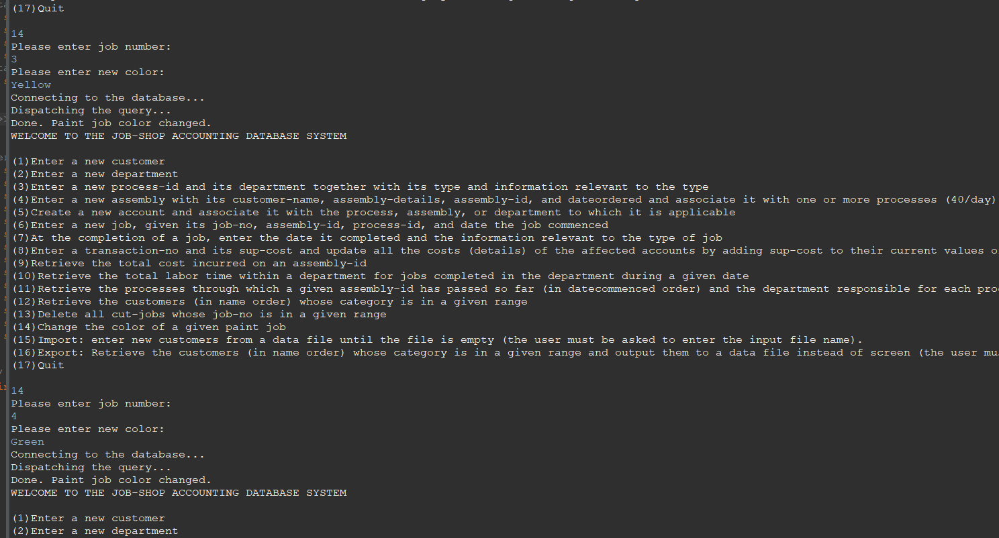 (17)Quit
14
Please enter job number:
3
Please enter new color:
Yellow
Connecting to the database...
Dispatching the query...
Done. Paint job color changed.
WELCOME TO THE JOB-SHOP ACCOUNTING DATABASE SYSTEM
(1)Enter a new customer
(2)Enter a new department
(3)Enter a new process-id and its department together with its type and information relevant to the type
(4)Enter a new assembly with its customer-name, assembly-details, assembly-id, and dateordered and associate it with one or more processes (40/day)
(5)Create a new account and associate it with the process, assembly, or department to which it is applicable
(6)Enter a new job, given its job-no, assembly-id, process-id, and date the job commenced
(7)At the completion of a job, enter the date it completed and the information relevant to the type of job
(8)Enter a transaction-no and its sup-cost and update all the costs (details) of the affected accounts by adding sup-cost to their current values o
(9)Retrieve the total cost incurred on an assembly-id
(10)Retrieve the total labor time within a department for jobs completed in the department during a given date
(11)Retrieve the processes through which a given assembly-id has passed so far (in datecommenced order) and the department responsible for each pro
(12)Retrieve the customers (in name order) whose category is in a given range
(13)Delete all cut-jobs whose job-no is in a given range
(14)Change the color of a given paint job
(15)Import: enter new customers from a data file until the file is empty (the user must be asked to enter the input file name).
(16)Export: Retrieve the customers (in name order) whose category is in a given range and output them to a data file instead of screen (the user mu
(17)Quit
14
Please enter job number:
4
Please enter new color:
Green
Connecting to the database...
Dispatching the query...
Done. Paint job color changed.
WELCOME TO THE JOB-SHOP ACCOUNTING DATABASE SYSTEM
(1)Enter a new customer
(2)Enter a new department